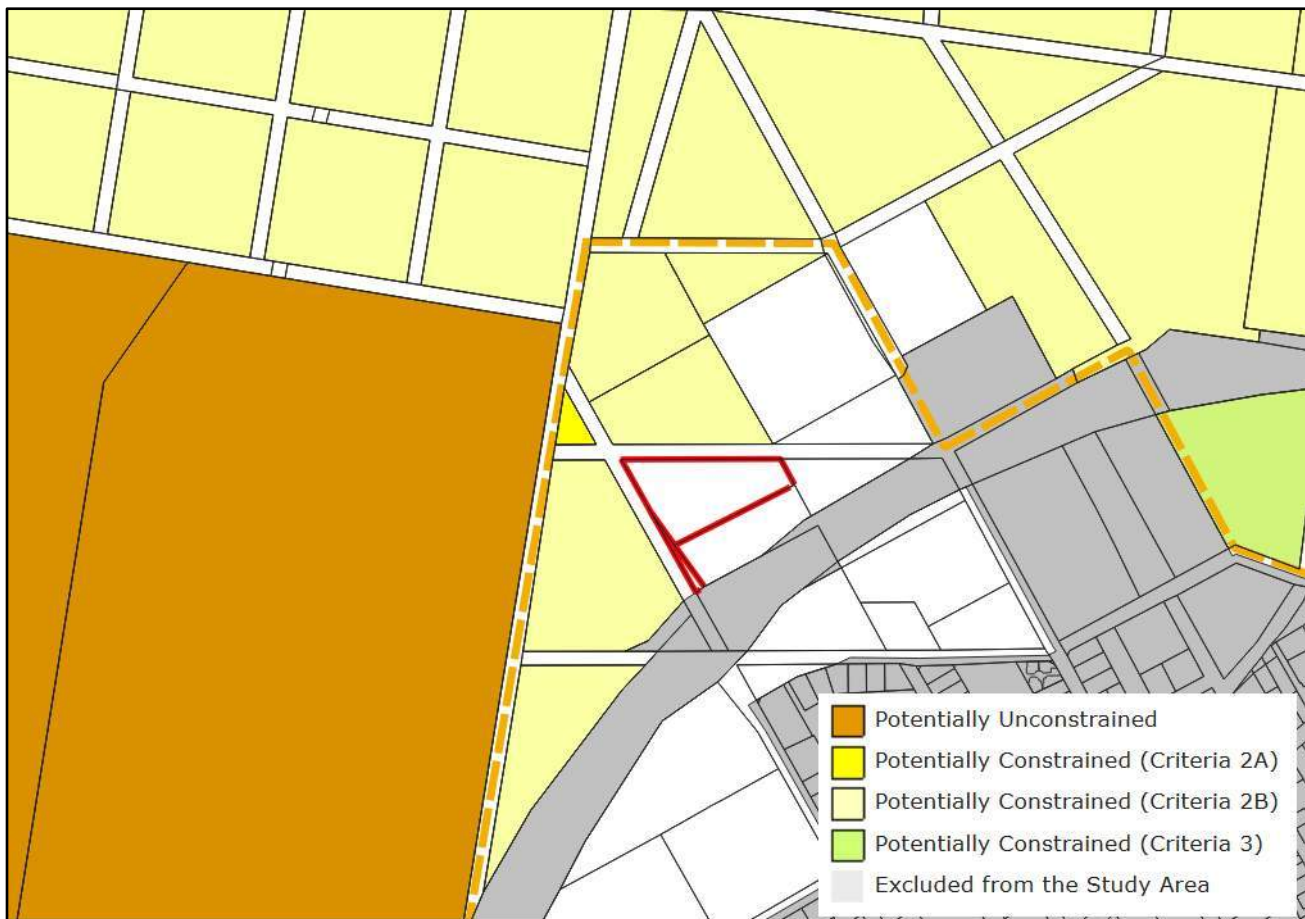 Potentially Unconstrained
Potentially Constrained (Criteria 2A)
Potentially Constrained (Criteria 2B)
Potentially Constrained (Criteria 3)
Excluded from the Study Area